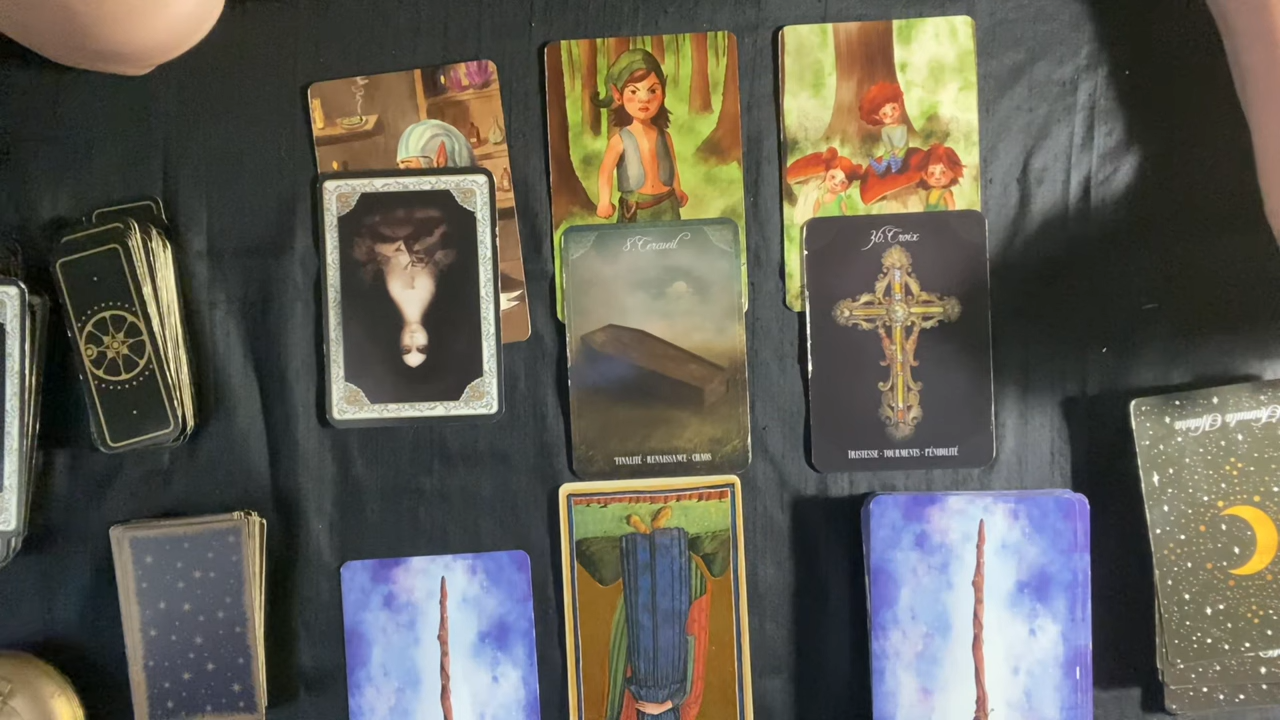 8. Cercueil
36. Croix
FINALITÉ - RENAISSANCE - CHAOS
TRISTESSE - TOURMENTS - PÉNIBILITÉ